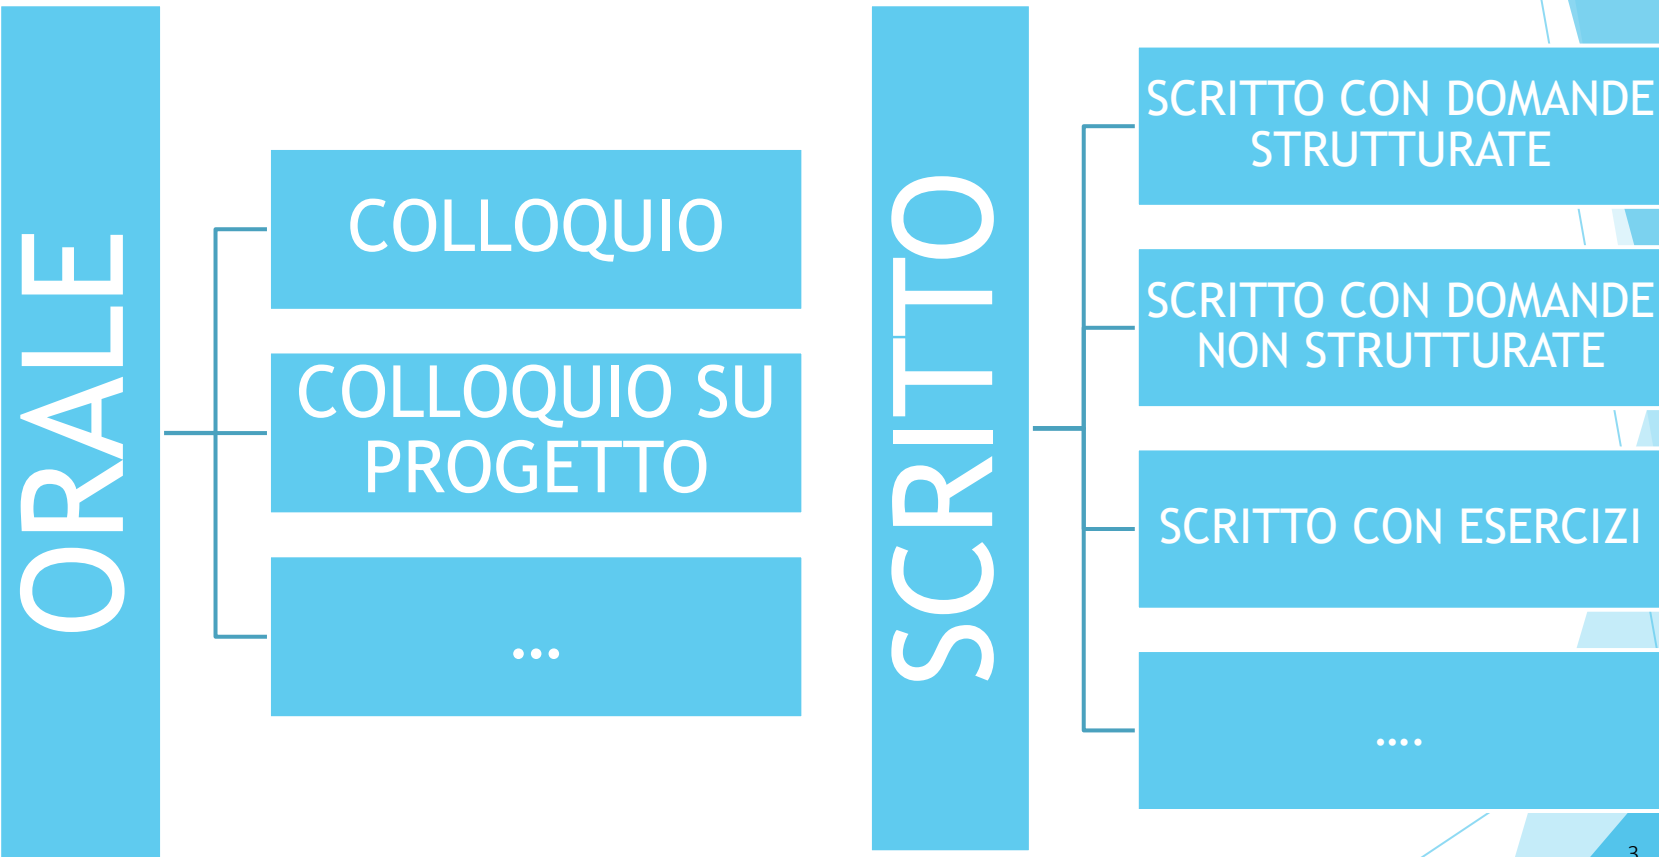 ORALE
COLLOQUIO
COLLOQUIO SU
PROGETTO
...
SCRITTO
SCRITTO CON DOMANDE
STRUTTURATE
SCRITTO CON DOMANDE
NON STRUTTURATE
SCRITTO CON ESERCIZI
....
3